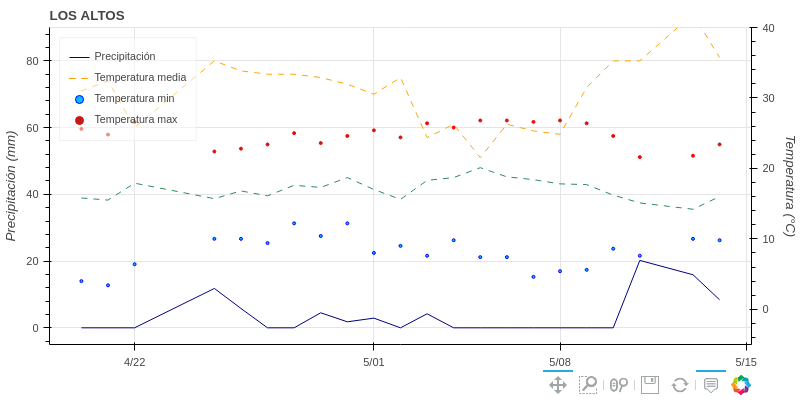 LOS ALTOS
Precipitación
Temperatura media
Temperatura min
Temperatura max
Precipitación (mm)
80
60
40
20
0
Temperatura (°C)
40
30
20
10
0
4/22
5/01
5/08
5/15